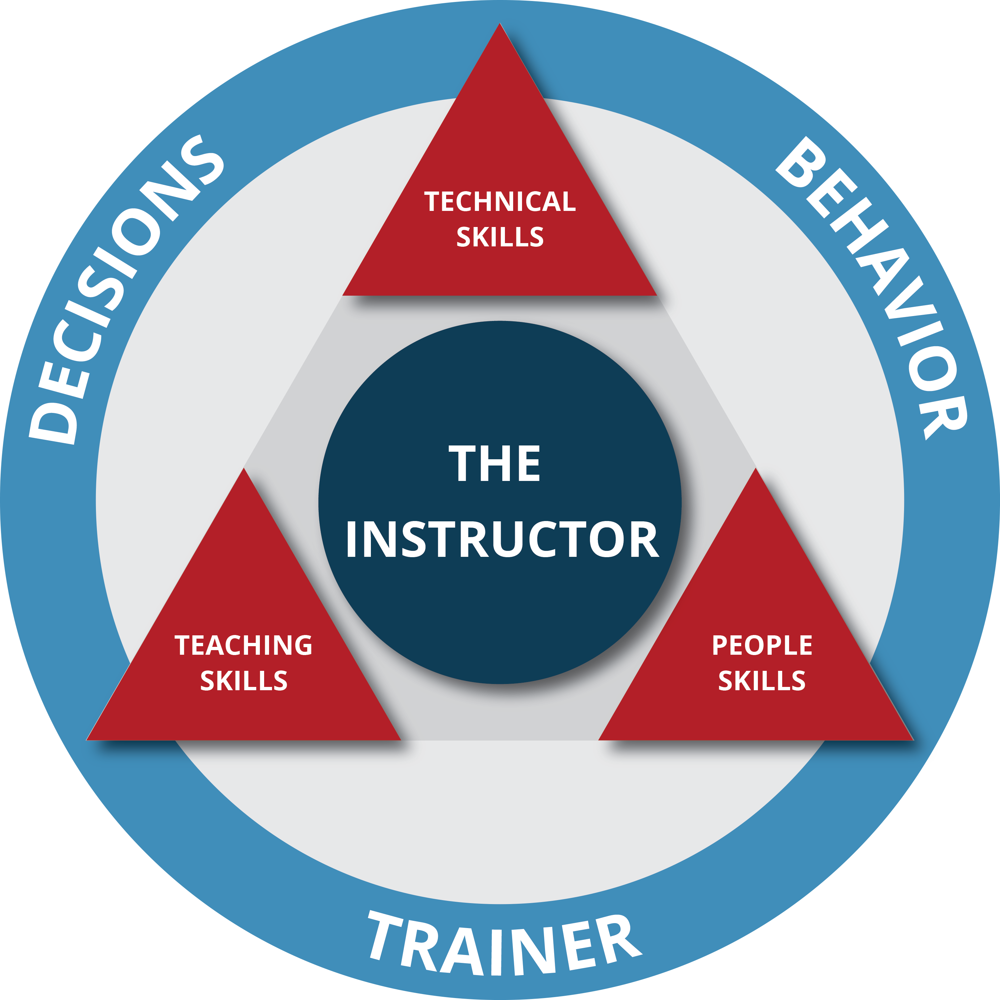 DECISIONS
BEHAVIOR
TECHNICAL
SKILLS
THE
INSTRUCTOR
TEACHING
SKILLS
PEOPLE
SKILLS
TRAINER